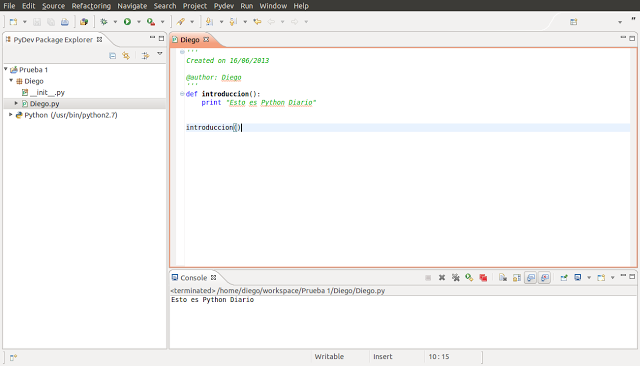 File Edit Source Refactoring Navigate Search Project Pydev Run Window Help
PyDev Package Explorer
Prueba 1
Diego
__init__.py
Diego.py
Python (/usr/bin/python2.7)
Diego
'''
Created on 16/06/2013
@author: Diego
'''
def introduccion():
print "Esto es Python Diario"
introduccion()
Console
<terminated> /home/diego/workspace/Prueba 1/Diego/Diego.py
Esto es Python Diario
Writable Insert 10 : 15